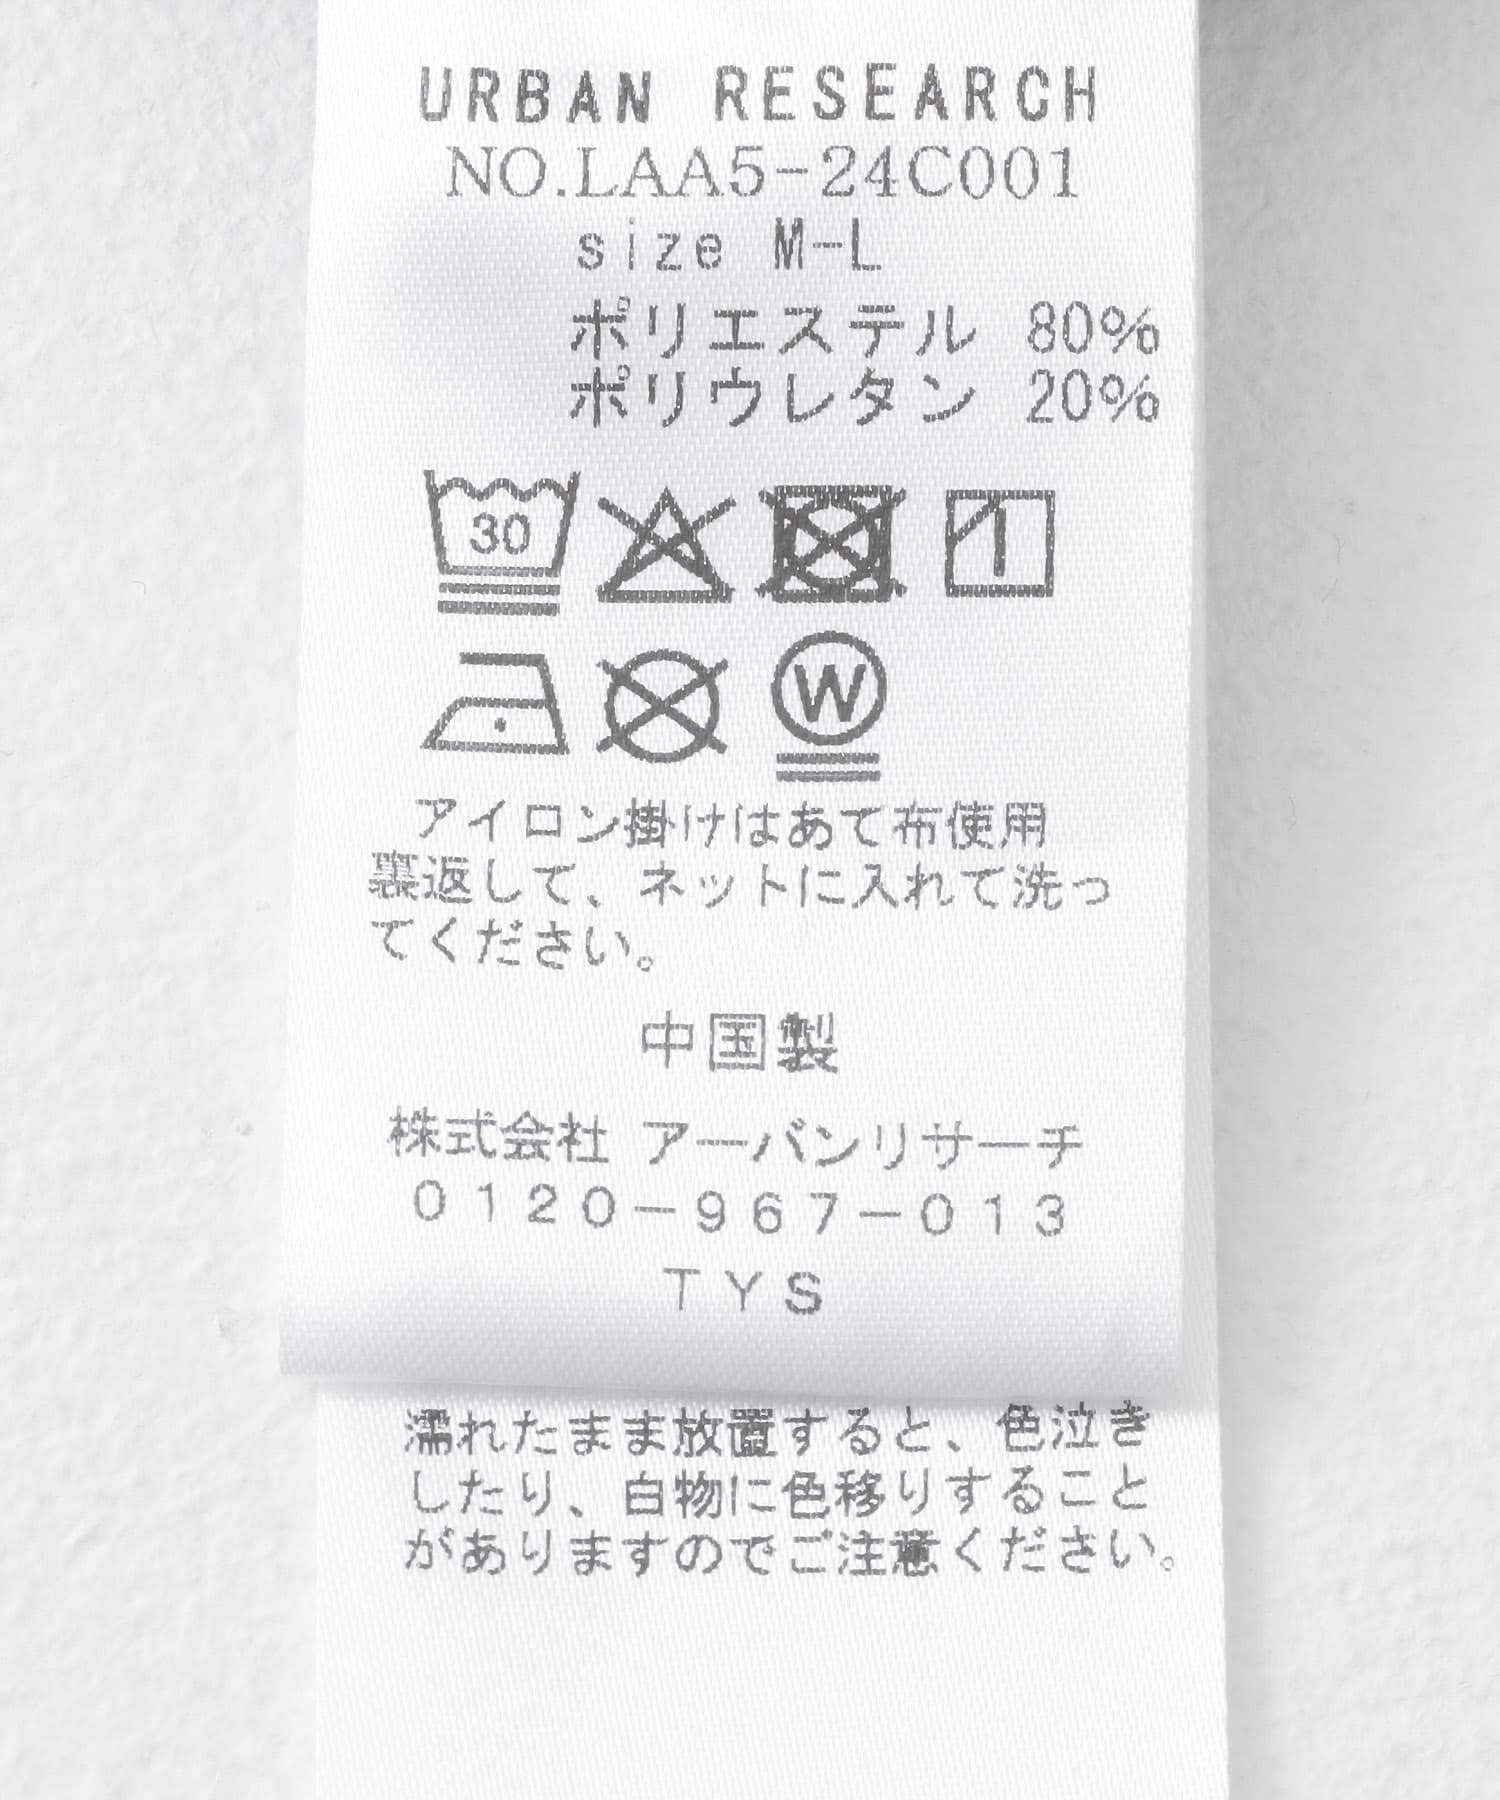 URBAN RESEARCH
NO.LAA5-24C001
size M-L
ポリエステル 80%
ポリウレタン 20%
30
W
アイロン掛けはあて布使用
裏返して、ネットに入れて洗っ
てください。
中国製
株式会社 アーバンリサーチ
0120-967-013
TYS
濡れたまま放置すると、色泣き
したり、白物に色移りすること
がありますのでご注意ください。